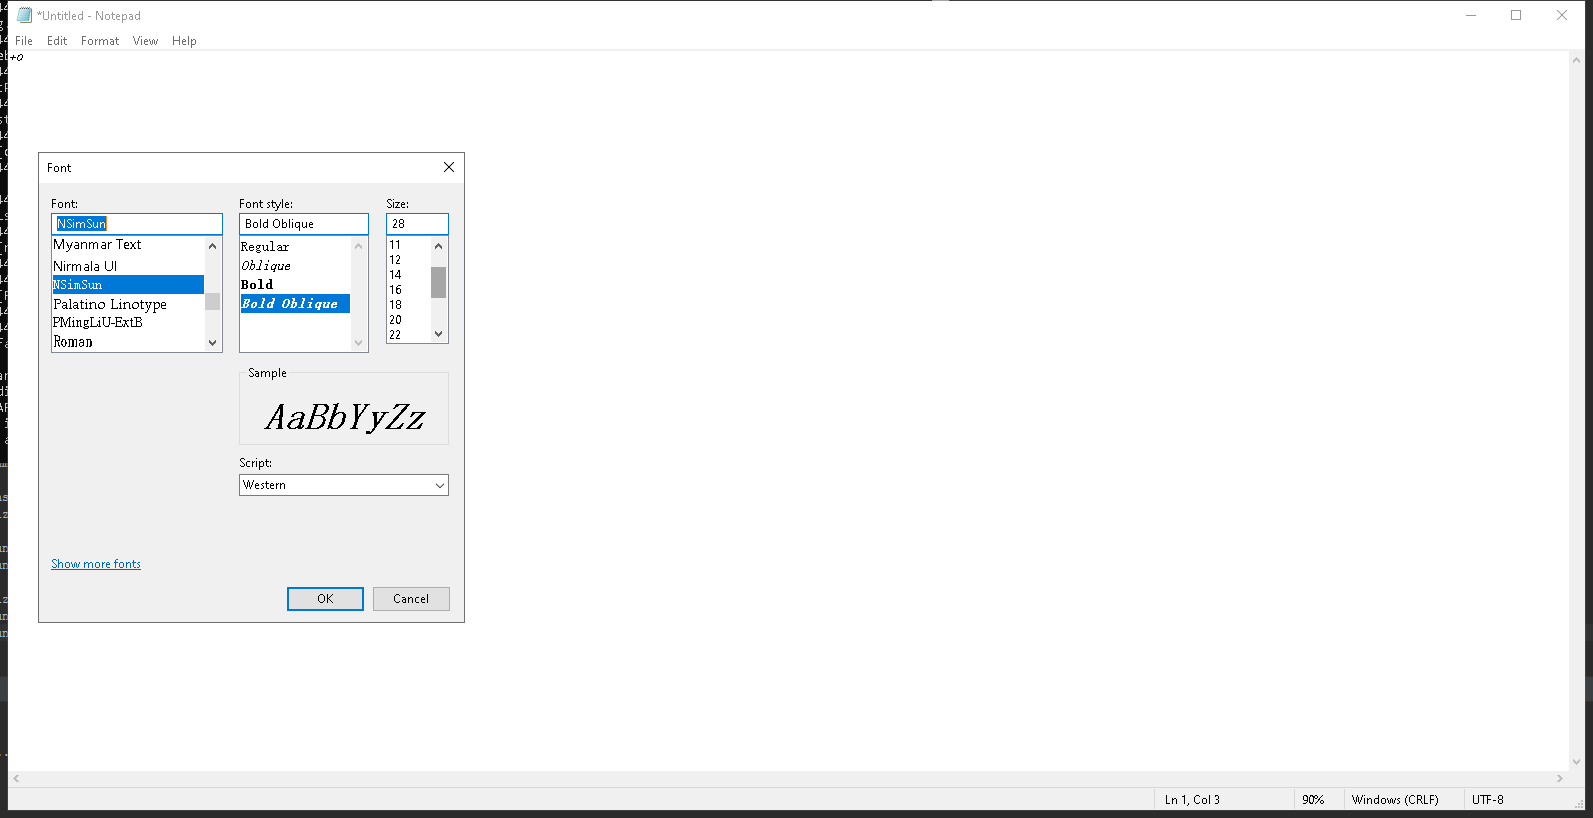 *Untitled - Notepad
File Edit Format View Help
+o
Font
Font: Font style: Size:
NSimSun Bold Oblique 28
Myanmar Text
Nirmala UI
NSimSun
Palatino Linotype
PMingLiU-ExtB
Roman
Regular
Oblique
Bold
Bold Oblique
11
12
14
16
18
20
22
Sample
AaBbYyZz
Script:
Western
Show more fonts
OK Cancel
Ln 1, Col 3 90% Windows (CRLF) UTF-8